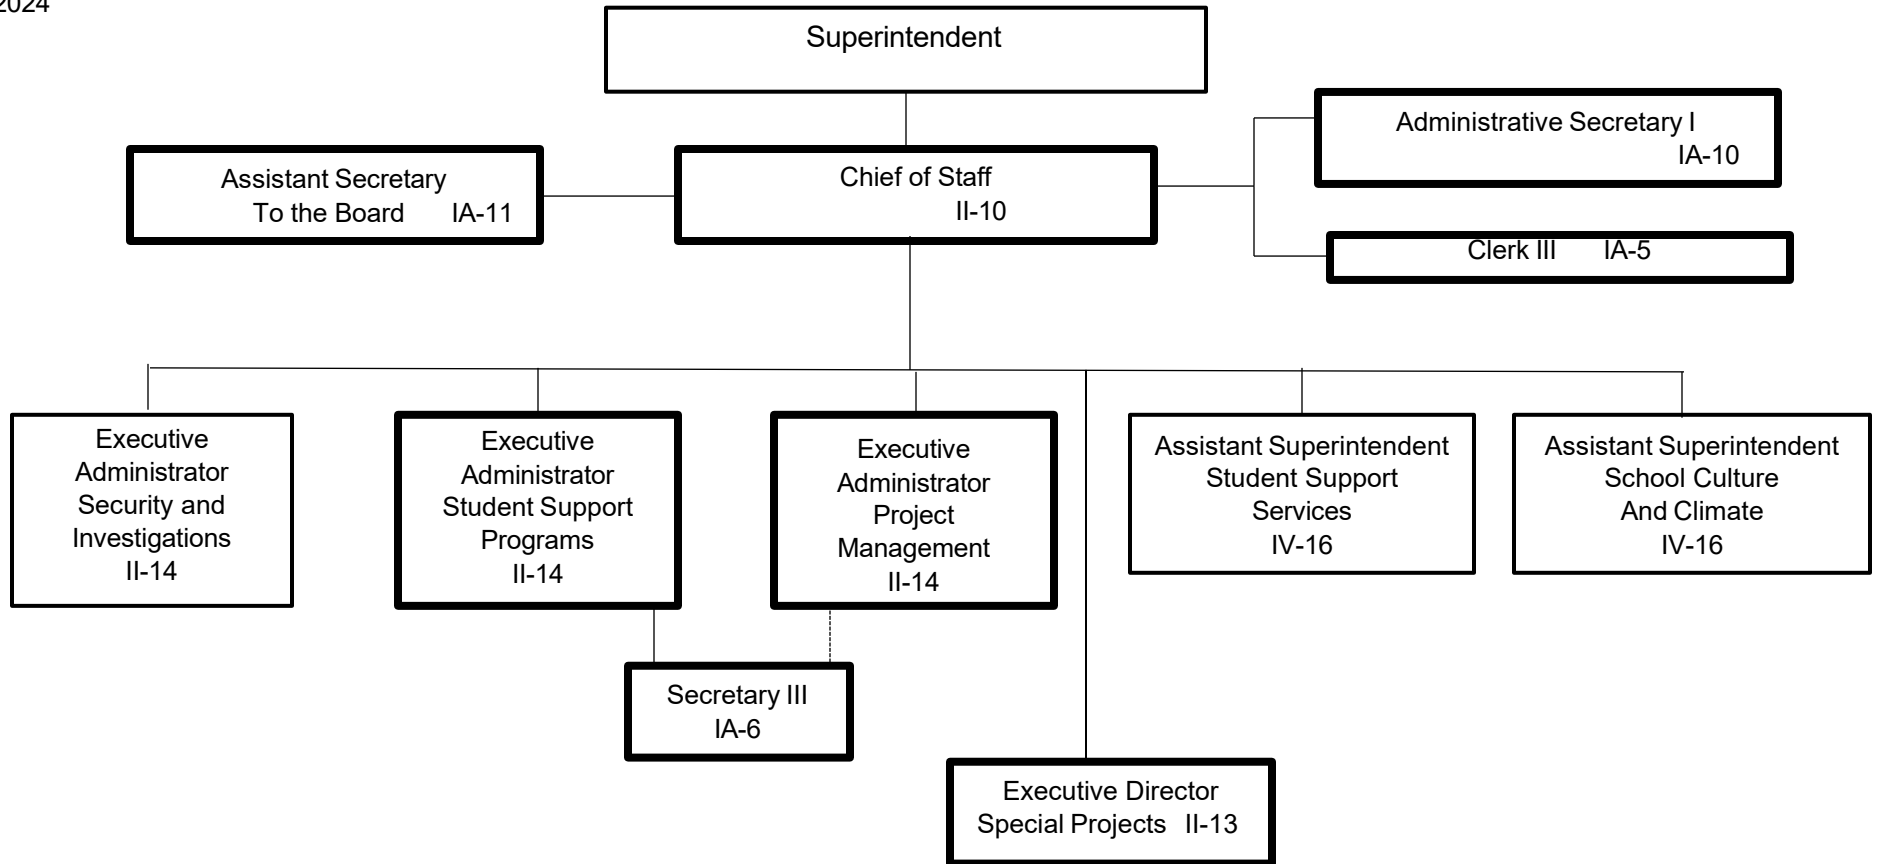 2024
Superintendent
Administrative Secretary I
IA-10
Assistant Secretary
To the Board IA-11
Chief of Staff
II-10
Clerk III IA-5
Executive
Administrator
Security and
Investigations
II-14
Executive
Administrator
Student Support
Programs
II-14
Executive
Administrator
Project
Management
II-14
Assistant Superintendent
Student Support
Services
IV-16
Assistant Superintendent
School Culture
And Climate
IV-16
Secretary III
IA-6
Executive Director
Special Projects II-13